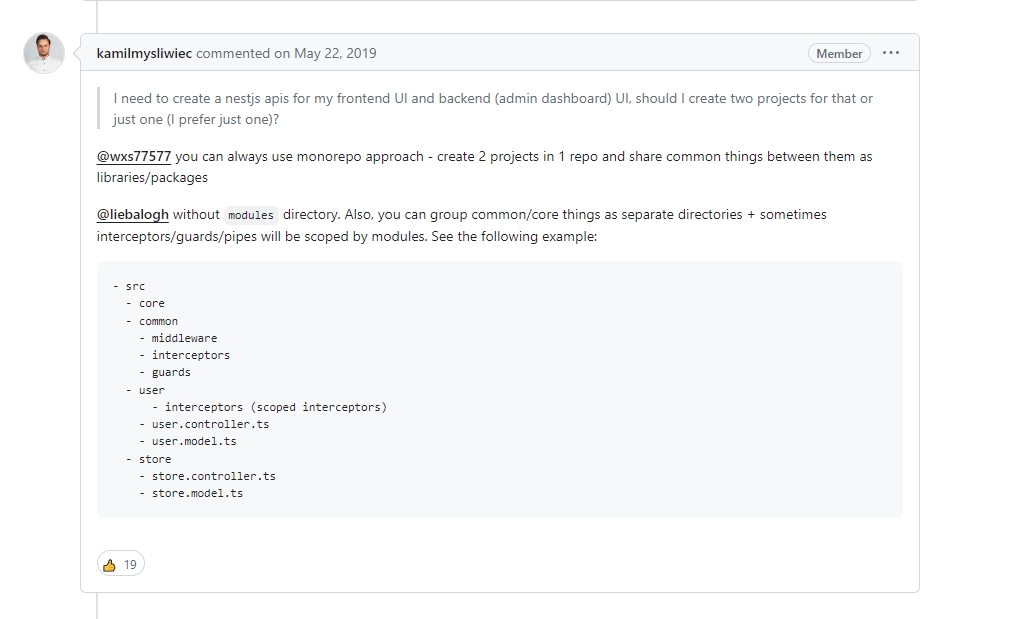 kamilmysliwiec commented on May 22, 2019
Member ···
I need to create a nestjs apis for my frontend UI and backend (admin dashboard) UI, should I create two projects for that or
just one (I prefer just one)?
@wxs77577 you can always use monorepo approach - create 2 projects in 1 repo and share common things between them as
libraries/packages
@liebalogh without modules directory. Also, you can group common/core things as separate directories + sometimes
interceptors/guards/pipes will be scoped by modules. See the following example:
- src
  - core
  - common
    - middleware
    - interceptors
    - guards
  - user
      - interceptors (scoped interceptors)
    - user.controller.ts
    - user.model.ts
  - store
    - store.controller.ts
    - store.model.ts
👍 19